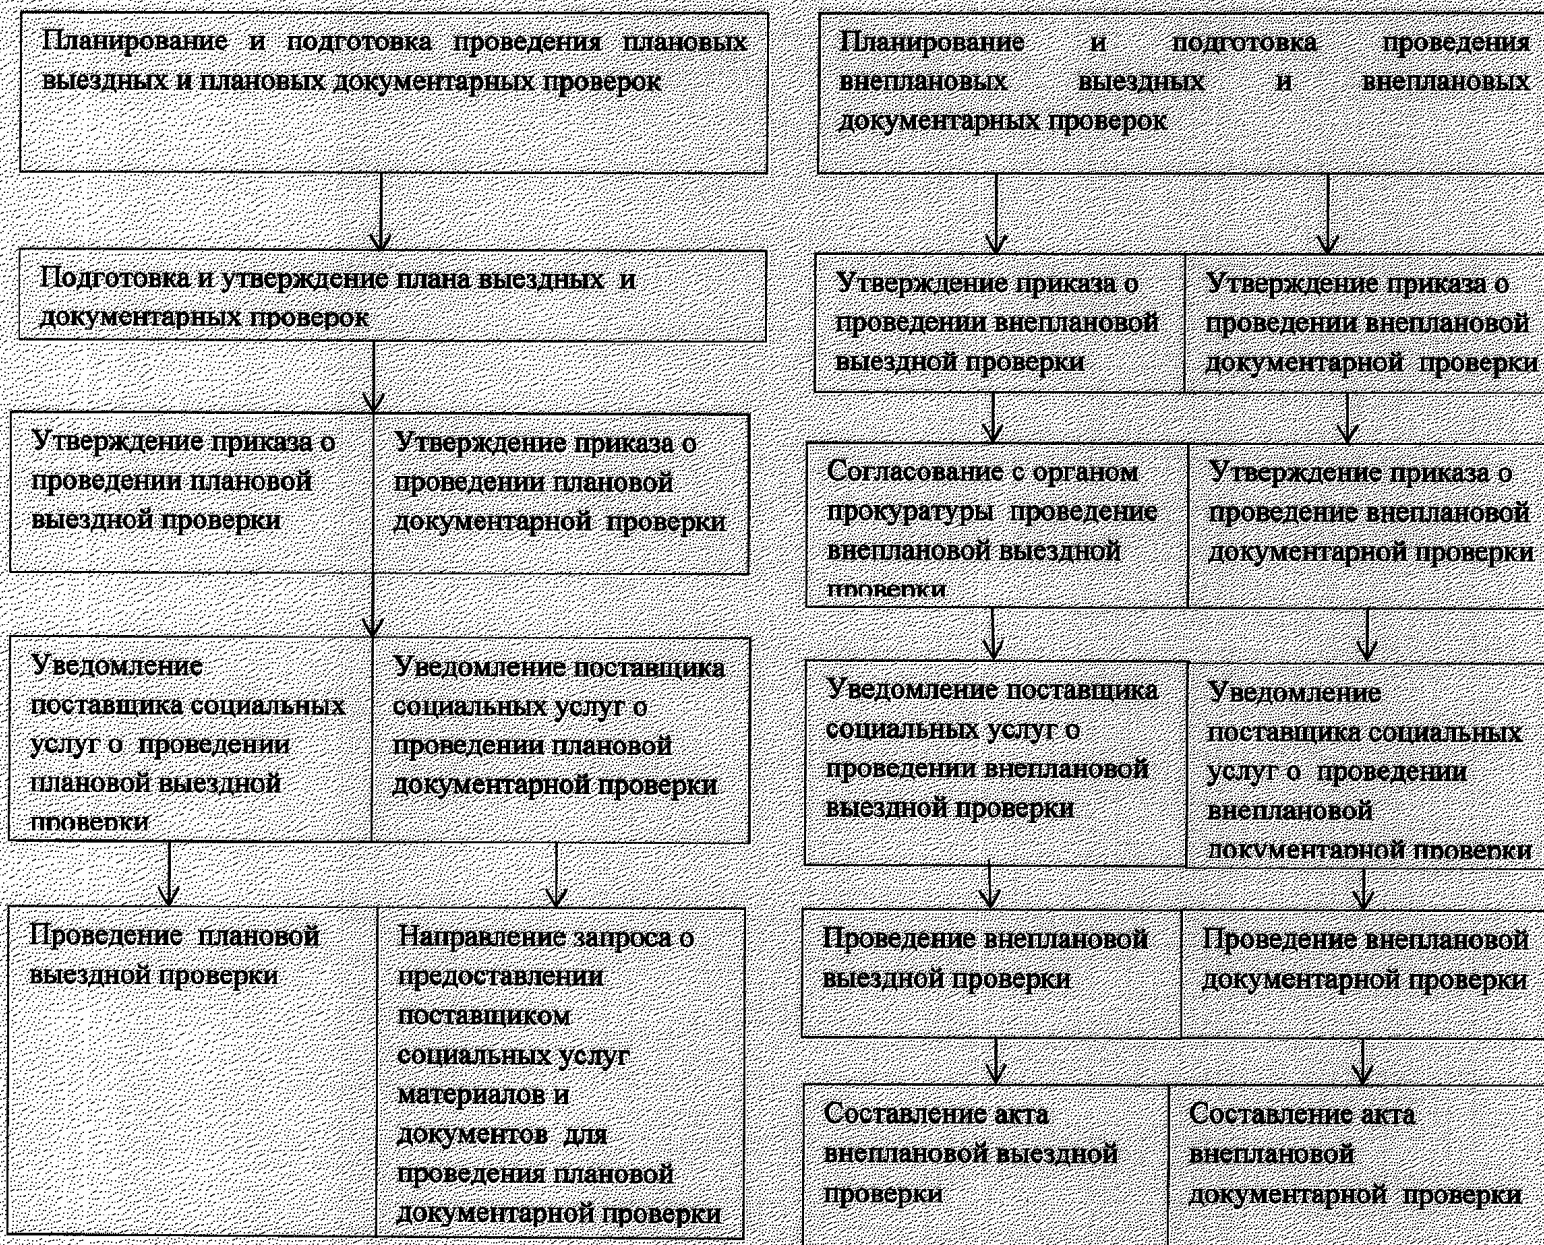 Планирование и подготовка проведения плановых
выездных и плановых документарных проверок
Подготовка и утверждение плана выездных и
документарных проверок
Утверждение приказа о
проведении плановой
выездной проверки
Утверждение приказа о
проведении плановой
документарной проверки
Уведомление
поставщика социальных
услуг о проведении
плановой выездной
проверки
Уведомление поставщика
социальных услуг о
проведении плановой
документарной проверки
Проведение плановой
выездной проверки
Направление запроса о
предоставлении
поставщиком
социальных услуг
материалов и
документов для
проведения плановой
документарной проверки
Планирование и подготовка проведения
внеплановых выездных и внеплановых
документарных проверок
Утверждение приказа о
проведении внеплановой
выездной проверки
Утверждение приказа о
проведении внеплановой
документарной проверки
Согласование с органом
прокуратуры проведение
внеплановой выездной
проверки
Утверждение приказа о
проведение внеплановой
документарной проверки
Уведомление поставщика
социальных услуг о
проведении внеплановой
выездной проверки
Уведомление
поставщика социальных
услуг о проведении
внеплановой
документарной проверки
Проведение внеплановой
выездной проверки
Проведение внеплановой
документарной проверки
Составление акта
внеплановой выездной
проверки
Составление акта
внеплановой
документарной проверки